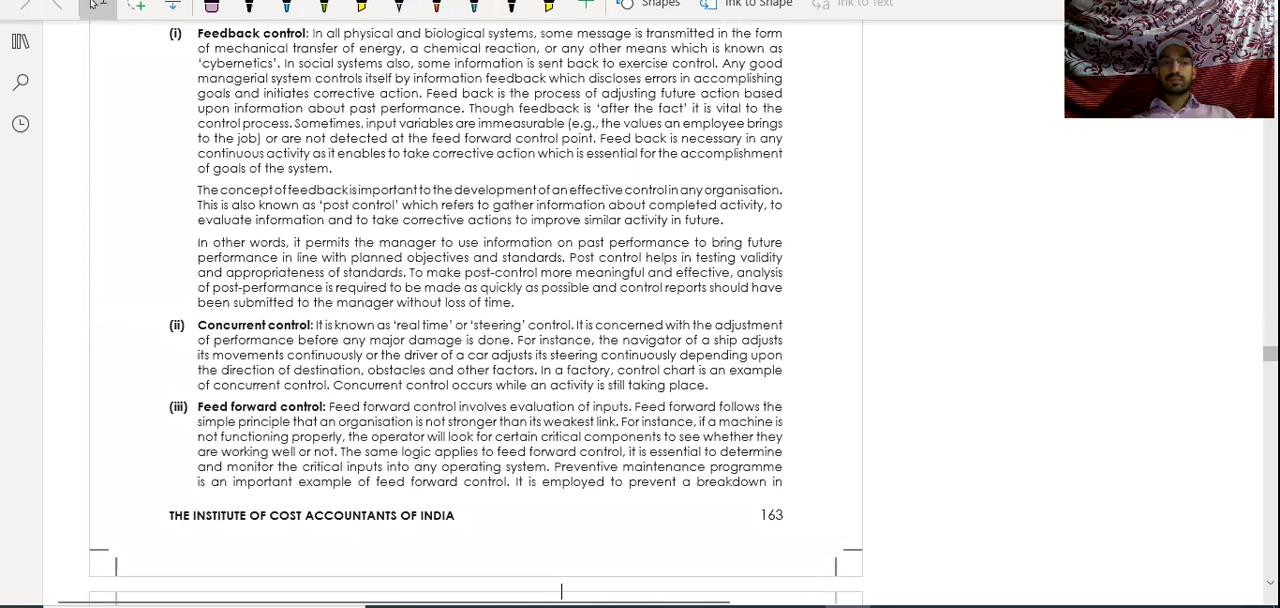 Shapes
Ink to Shape
Ink to Text
(i) Feedback control: In all physical and biological systems, some message is transmitted in the form
of mechanical transfer of energy, a chemical reaction, or any other means which is known as
‘cybernetics’. In social systems also, some information is sent back to exercise control. Any good
managerial system controls itself by information feedback which discloses errors in accomplishing
goals and initiates corrective action. Feed back is the process of adjusting future action based
upon information about past performance. Though feedback is ‘after the fact’ it is vital to the
control process. Sometimes, input variables are immeasurable (e.g., the values an employee brings
to the job) or are not detected at the feed forward control point. Feed back is necessary in any
continuous activity as it enables to take corrective action which is essential for the accomplishment
of goals of the system.
The concept of feedback is important to the development of an effective control in any organisation.
This is also known as ‘post control’ which refers to gather information about completed activity, to
evaluate information and to take corrective actions to improve similar activity in future.
In other words, it permits the manager to use information on past performance to bring future
performance in line with planned objectives and standards. Post control helps in testing validity
and appropriateness of standards. To make post-control more meaningful and effective, analysis
of post-performance is required to be made as quickly as possible and control reports should have
been submitted to the manager without loss of time.
(ii) Concurrent control: It is known as ‘real time’ or ‘steering’ control. It is concerned with the adjustment
of performance before any major damage is done. For instance, the navigator of a ship adjusts
its movements continuously or the driver of a car adjusts its steering continuously depending upon
the direction of destination, obstacles and other factors. In a factory, control chart is an example
of concurrent control. Concurrent control occurs while an activity is still taking place.
(iii) Feed forward control: Feed forward control involves evaluation of inputs. Feed forward follows the
simple principle that an organisation is not stronger than its weakest link. For instance, if a machine is
not functioning properly, the operator will look for certain critical components to see whether they
are working well or not. The same logic applies to feed forward control, it is essential to determine
and monitor the critical inputs into any operating system. Preventive maintenance programme
is an important example of feed forward control. It is employed to prevent a breakdown in
THE INSTITUTE OF COST ACCOUNTANTS OF INDIA 163